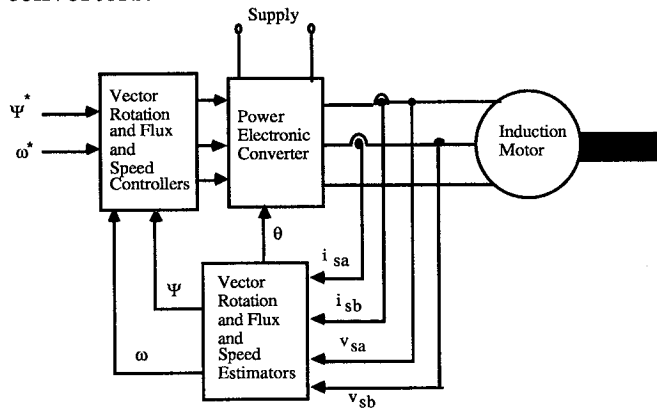 Supply
Ψ*
ω*
Vector
Rotation
and Flux
and
Speed
Controllers
Power
Electronic
Converter
Induction
Motor
θ
Ψ
ω
Vector
Rotation
and Flux
and
Speed
Estimators
i sa
i sb
v sa
v sb